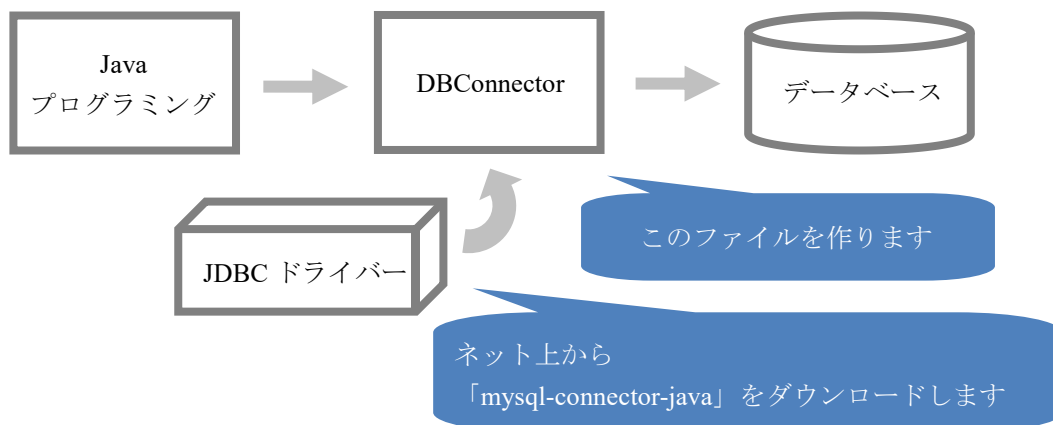 Java
プログラミング
DBConnector
データベース
このファイルを作ります
JDBC ドライバー
ネット上から
「mysql-connector-java」をダウンロードします